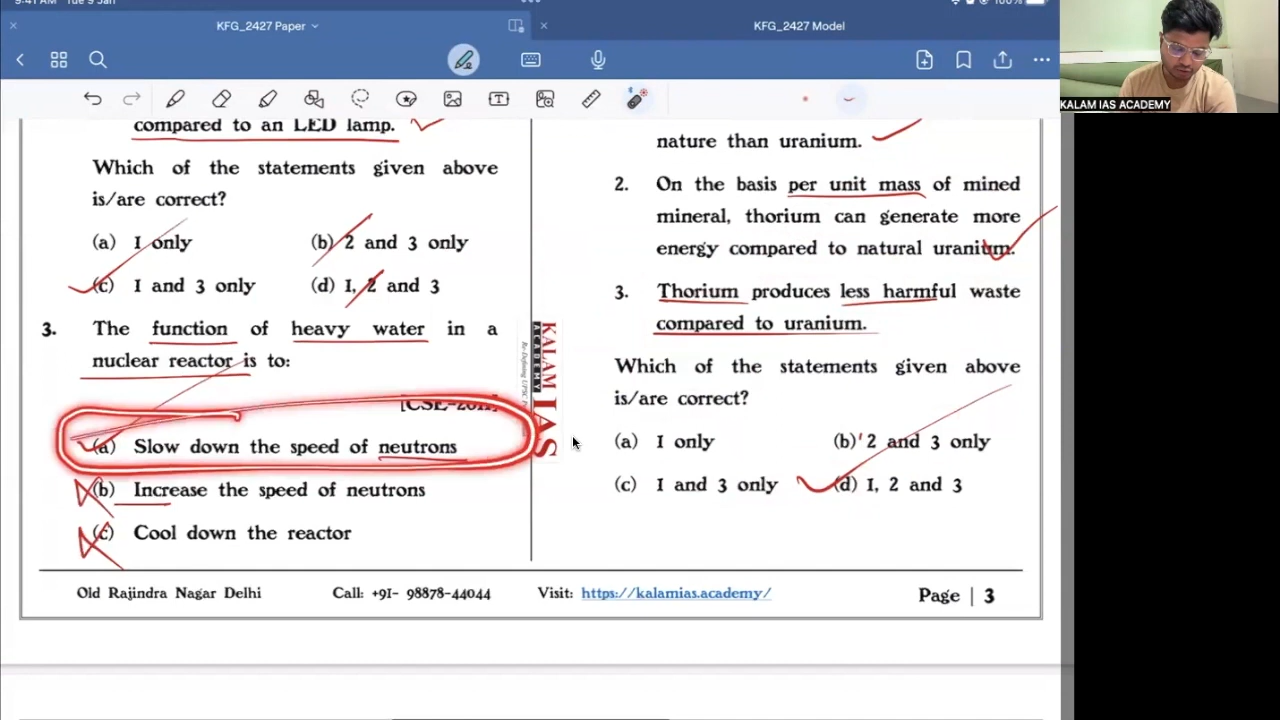 9:41 AM Tue 9 Jan
100%
KFG_2427 Paper
KFG_2427 Model
KALAM IAS ACADEMY
compared to an LED lamp.
Which of the statements given above
is/are correct?
(a) 1 only
(b) 2 and 3 only
(c) 1 and 3 only
(d) 1, 2 and 3
3. The function of heavy water in a
nuclear reactor is to:
(a) Slow down the speed of neutrons
(b) Increase the speed of neutrons
(c) Cool down the reactor
KALAM IAS
ACADEMY
nature than uranium.
2. On the basis per unit mass of mined
mineral, thorium can generate more
energy compared to natural uranium.
3. Thorium produces less harmful waste
compared to uranium.
Which of the statements given above
is/are correct?
(a) 1 only
(b) 2 and 3 only
(c) 1 and 3 only
(d) 1, 2 and 3
Old Rajindra Nagar Delhi
Call: +91- 98878-44044
Visit: https://kalamias.academy/
Page | 3